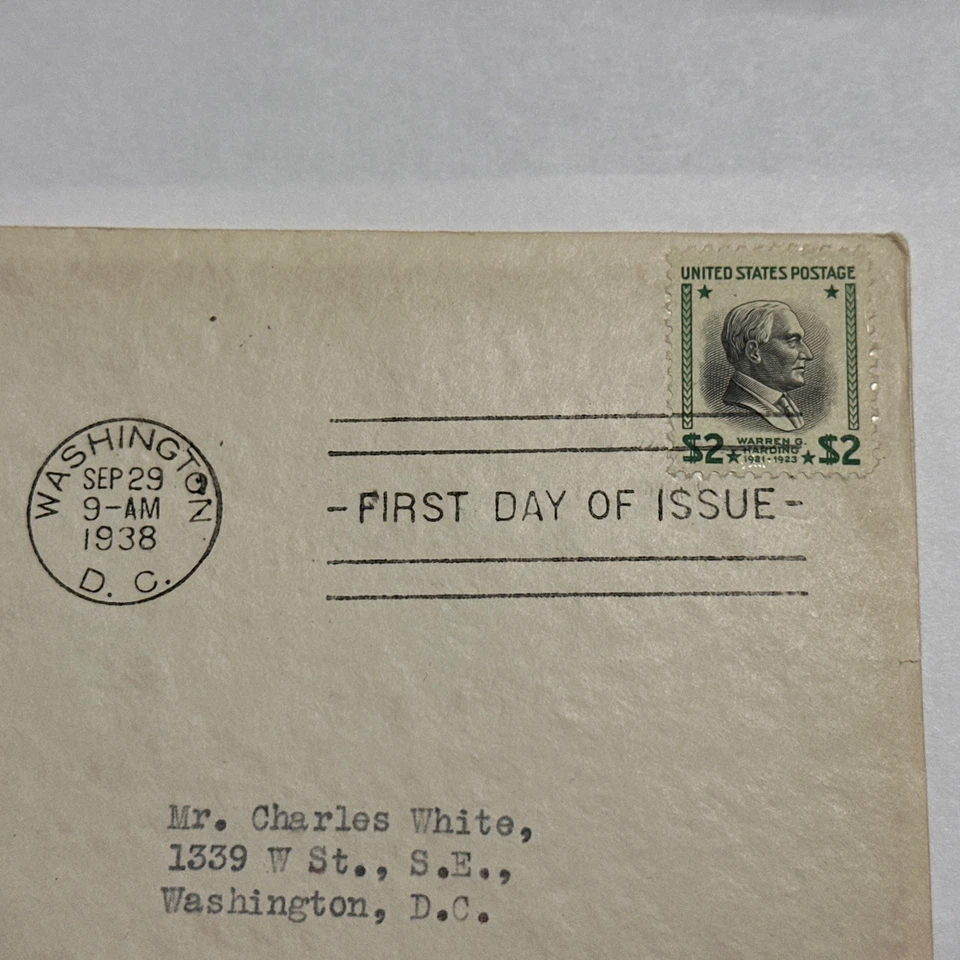 UNITED STATES POSTAGE
$2 WARREN G. HARDING 1921-1923 $2
WASHINGTON
SEP 29
9-AM
1938
D. C.
-FIRST DAY OF ISSUE-
Mr. Charles White,
1339 W St., S.E.,
Washington, D.C.